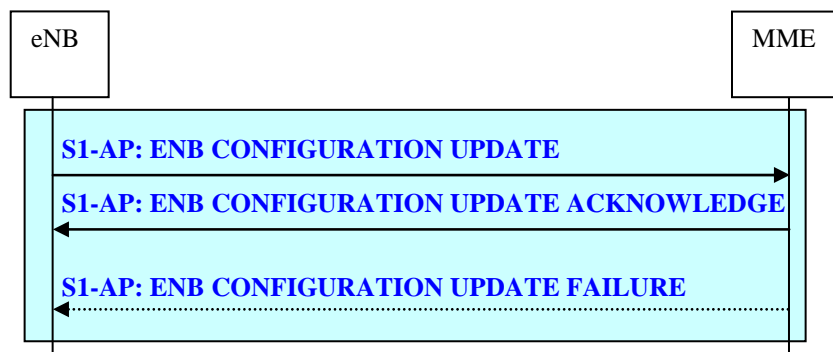 eNB
MME
S1-AP: ENB CONFIGURATION UPDATE
S1-AP: ENB CONFIGURATION UPDATE ACKNOWLEDGE
S1-AP: ENB CONFIGURATION UPDATE FAILURE